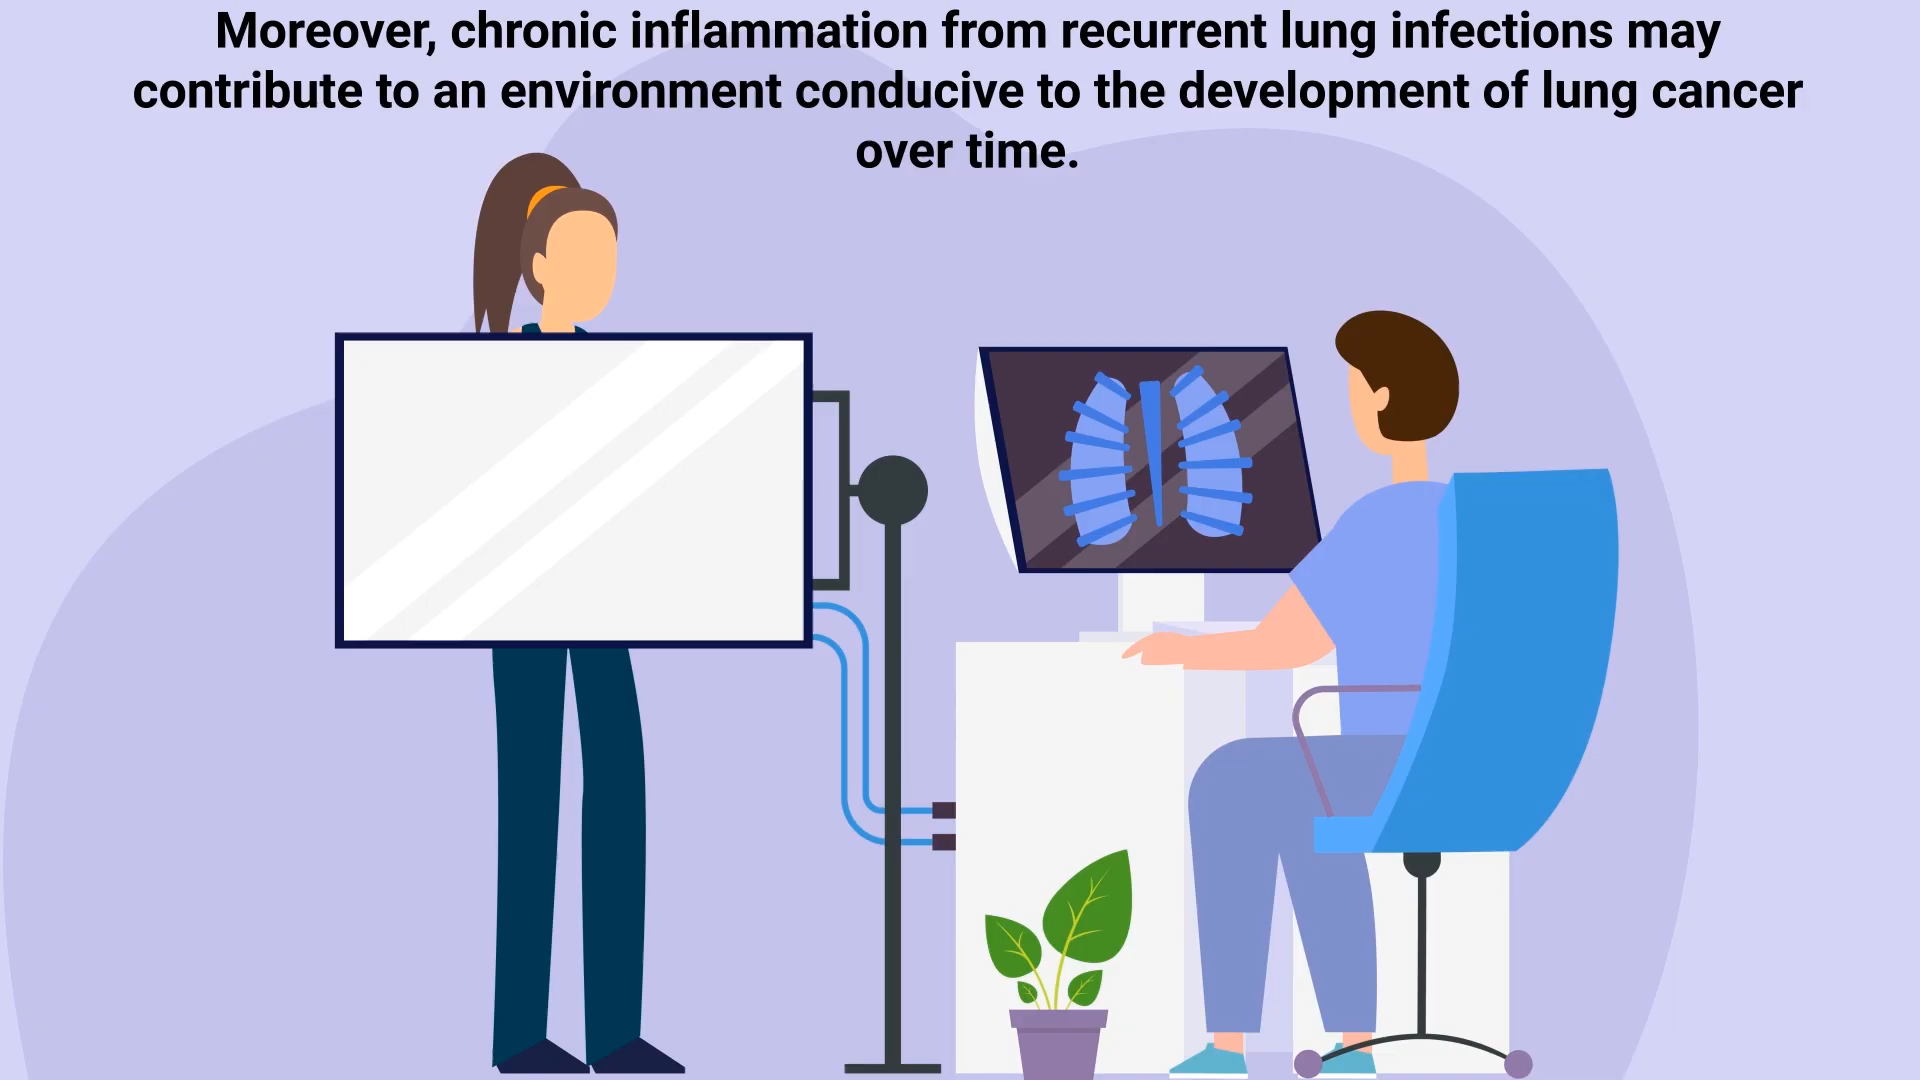 Moreover, chronic inflammation from recurrent lung infections may
contribute to an environment conducive to the development of lung cancer
over time.